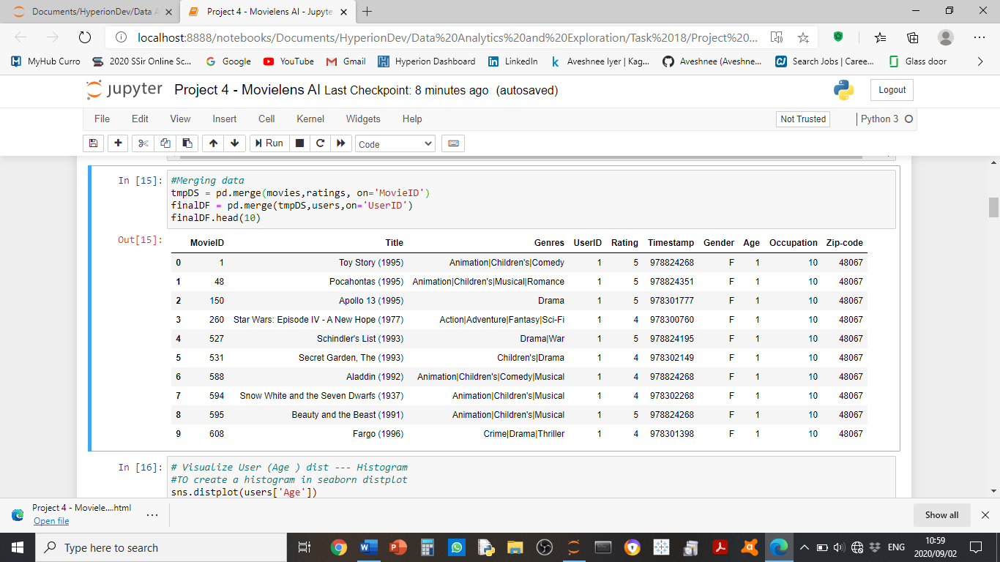 Documents/HyperionDev/Data A
Project 4 - Movielens AI - Jupyte
localhost:8888/notebooks/Documents/HyperionDev/Data%20Analytics%20and%20Exploration/Task%2018/Project%20...
MyHub Curro 2020 SSir Online Sc... Google YouTube Gmail Hyperion Dashboard LinkedIn Aveshnee Iyer | Kag... Aveshnee (Aveshne... Search Jobs | Caree... Glass door
jupyter Project 4 - Movielens AI Last Checkpoint: 8 minutes ago (autosaved) Logout
File Edit View Insert Cell Kernel Widgets Help Not Trusted Python 3
Run Code
In [15]: #Merging data
tmpDS = pd.merge(movies,ratings, on='MovieID')
finalDF = pd.merge(tmpDS,users,on='UserID')
finalDF.head(10)
Out[15]:
MovieID Title Genres UserID Rating Timestamp Gender Age Occupation Zip-code
0 1 Toy Story (1995) Animation|Children's|Comedy 1 5 978824268 F 1 10 48067
1 48 Pocahontas (1995) Animation|Children's|Musical|Romance 1 5 978824351 F 1 10 48067
2 150 Apollo 13 (1995) Drama 1 5 978301777 F 1 10 48067
3 260 Star Wars: Episode IV - A New Hope (1977) Action|Adventure|Fantasy|Sci-Fi 1 4 978300760 F 1 10 48067
4 527 Schindler's List (1993) Drama|War 1 5 978824195 F 1 10 48067
5 531 Secret Garden, The (1993) Children's|Drama 1 4 978302149 F 1 10 48067
6 588 Aladdin (1992) Animation|Children's|Comedy|Musical 1 4 978824268 F 1 10 48067
7 594 Snow White and the Seven Dwarfs (1937) Animation|Children's|Musical 1 4 978302268 F 1 10 48067
8 595 Beauty and the Beast (1991) Animation|Children's|Musical 1 5 978824268 F 1 10 48067
9 608 Fargo (1996) Crime|Drama|Thriller 1 4 978301398 F 1 10 48067
In [16]: # Visualize User (Age ) dist --- Histogram
#TO create a histogram in seaborn distplot
sns.distplot(users['Age'])
Project 4 - Moviele....html
Open file
Show all
Type here to search
ENG
10:59
2020/09/02